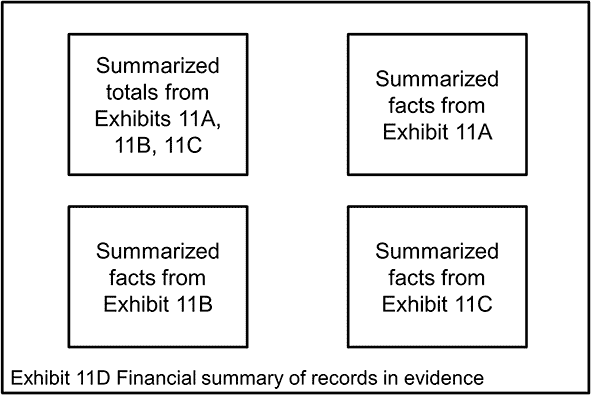 Summarized
totals from
Exhibits 11A,
11B, 11C
Summarized
facts from
Exhibit 11A
Summarized
facts from
Exhibit 11B
Summarized
facts from
Exhibit 11C
Exhibit 11D Financial summary of records in evidence